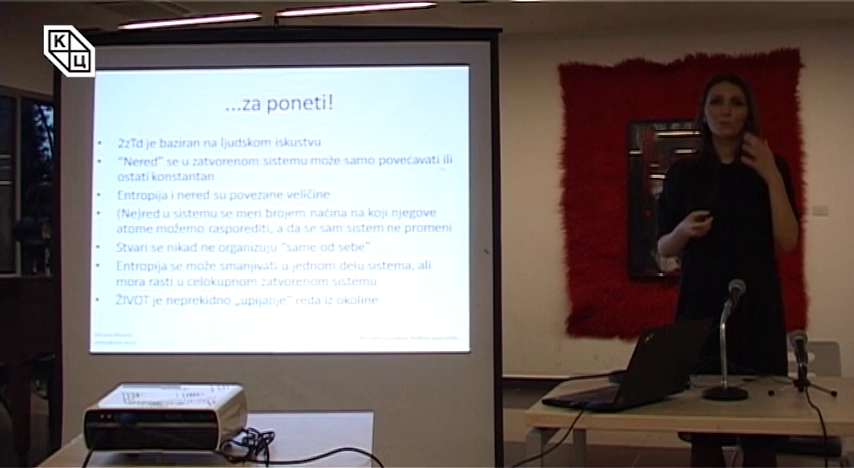 К
Ц
...za poneti!
• 2zTd je baziran na ljudskom iskustvu
• "Nered" se u zatvorenom sistemu može samo povećavati ili
ostati konstantan
• Entropija i nered su povezane veličine
• (Ne)red u sistemu se meri brojem načina na koji njegove
atome možemo rasporediti, a da se sam sistem ne promeni
• Stvari se nikad ne organizuju "same od sebe"
• Entropija se može smanjivati u jednom delu sistema, ali
mora rasti u celokupnom zatvorenom sistemu
• ŽIVOT je neprekidno „upijanje" reda iz okoline